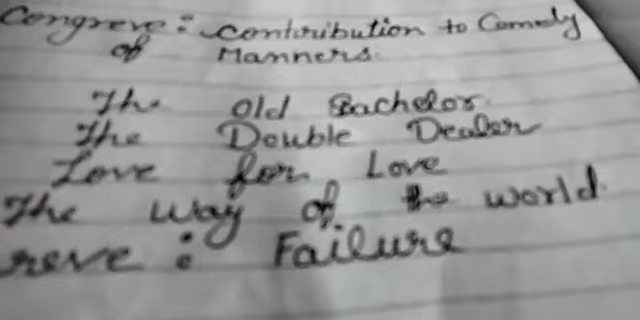 Congreve : contribution to Comedy
of Manners.
The Old Bachelor.
The Double Dealer
Love for Love
The way of the world.
reve : Failure